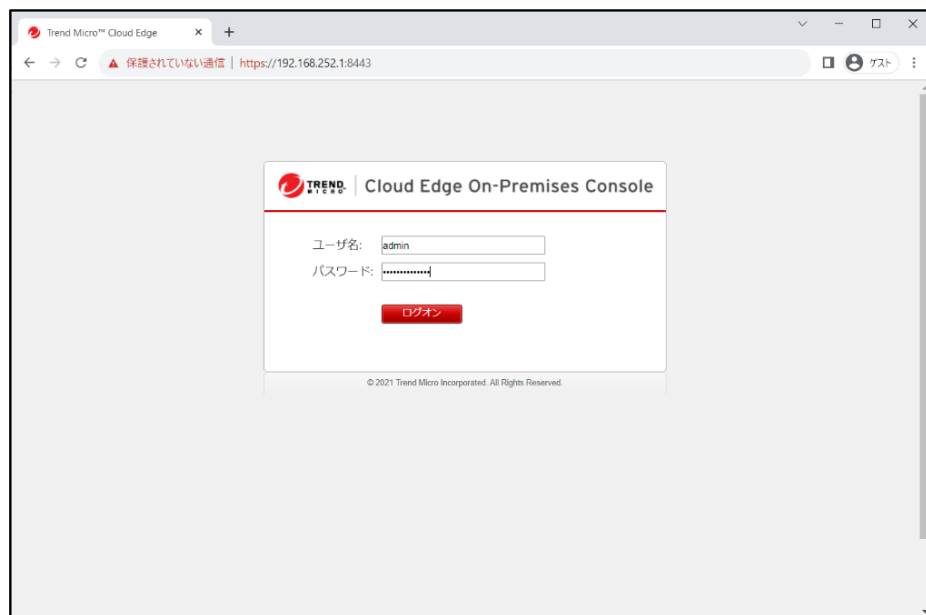 Trend Micro™ Cloud Edge
保護されていない通信 | https://192.168.252.1:8443
ゲスト
TREND MICRO | Cloud Edge On-Premises Console
ユーザ名: admin
パスワード: •••••••••••••
ログオン
© 2021 Trend Micro Incorporated. All Rights Reserved.